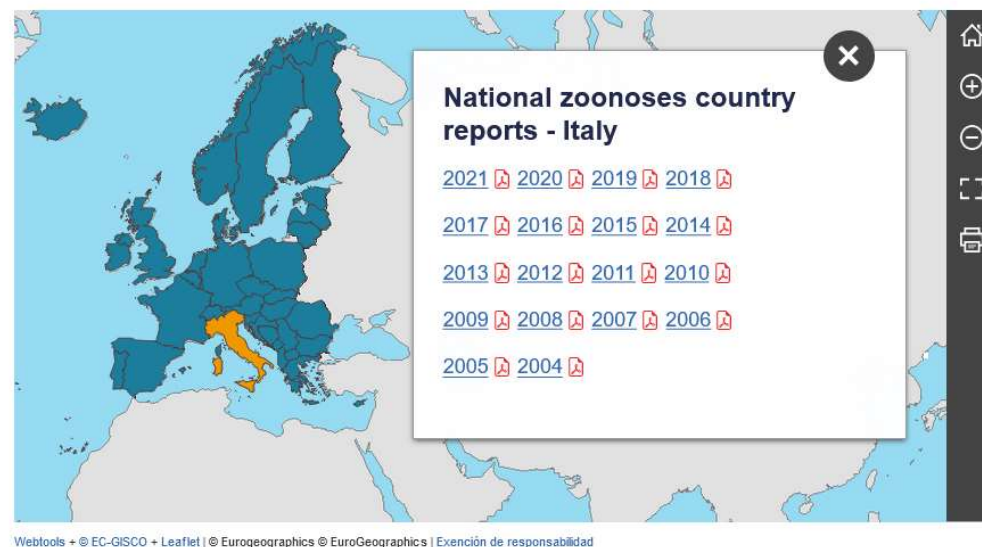 National zoonoses country
reports - Italy
2021 2020 2019 2018
2017 2016 2015 2014
2013 2012 2011 2010
2009 2008 2007 2006
2005 2004
Webtools + © EC-GISCO + Leaflet | © Eurogeographics © EuroGeographics | Exención de responsabilidad